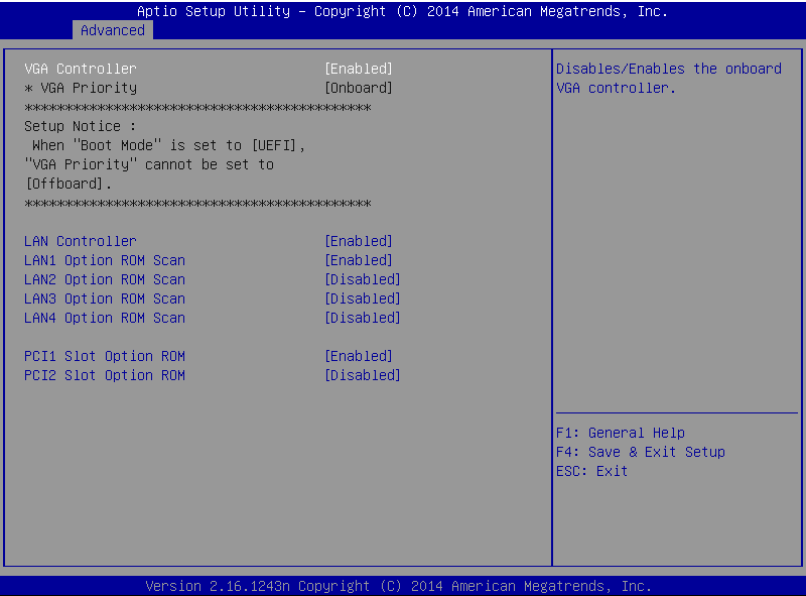 Aptio Setup Utility – Copyright (C) 2014 American Megatrends, Inc.
Advanced
VGA Controller [Enabled]
* VGA Priority [Onboard]
*******************************************
Setup Notice :
When "Boot Mode" is set to [UEFI],
"VGA Priority" cannot be set to
[Offboard].
*******************************************
LAN Controller [Enabled]
LAN1 Option ROM Scan [Enabled]
LAN2 Option ROM Scan [Disabled]
LAN3 Option ROM Scan [Disabled]
LAN4 Option ROM Scan [Disabled]
PCI1 Slot Option ROM [Enabled]
PCI2 Slot Option ROM [Disabled]
Disables/Enables the onboard
VGA controller.
F1: General Help
F4: Save & Exit Setup
ESC: Exit
Version 2.16.1243n Copyright (C) 2014 American Megatrends, Inc.